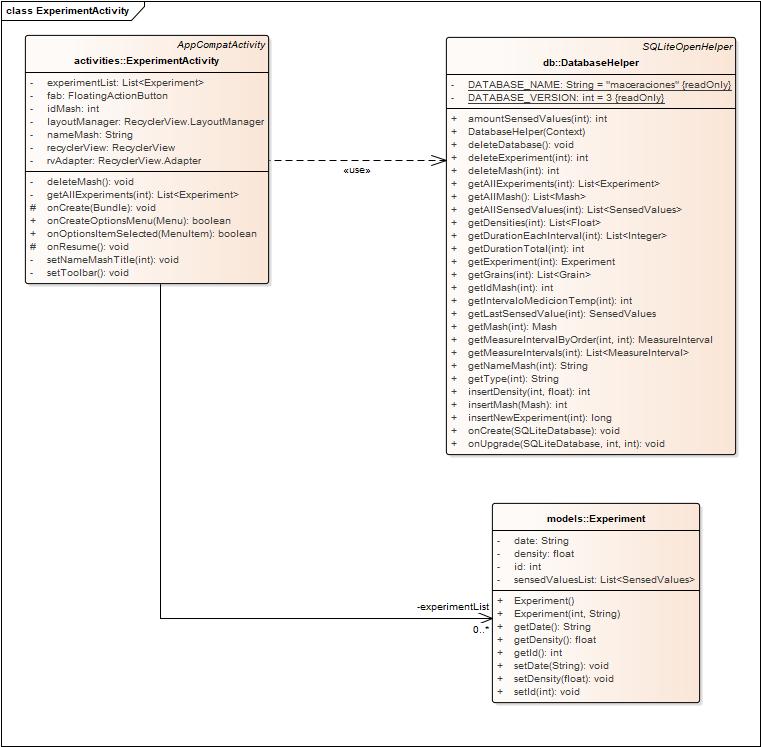 class ExperimentActivity
AppCompatActivity
activities::ExperimentActivity
- experimentList: List<Experiment>
- fab: FloatingActionButton
- idMash: int
- layoutManager: RecyclerView.LayoutManager
- nameMash: String
- recyclerView: RecyclerView
- rvAdapter: RecyclerView.Adapter
- deleteMash(): void
- getAllExperiments(int): List<Experiment>
# onCreate(Bundle): void
+ onCreateOptionsMenu(Menu): boolean
+ onOptionsItemSelected(MenuItem): boolean
# onResume(): void
- setNameMashTitle(int): void
- setToolbar(): void
«use»
SQLiteOpenHelper
db::DatabaseHelper
- DATABASE_NAME: String = "maceraciones" {readOnly}
- DATABASE_VERSION: int = 3 {readOnly}
+ amountSensedValues(int): int
+ DatabaseHelper(Context)
+ deleteDatabase(): void
+ deleteExperiment(int): int
+ deleteMash(int): int
+ getAllExperiments(int): List<Experiment>
+ getAllMash(): List<Mash>
+ getAllSensedValues(int): List<SensedValues>
+ getDensities(int): List<Float>
+ getDurationEachInterval(int): List<Integer>
+ getDurationTotal(int): int
+ getExperiment(int): Experiment
+ getGrains(int): List<Grain>
+ getIdMash(int): int
+ getIntervaloMedicionTemp(int): int
+ getLastSensedValue(int): SensedValues
+ getMash(int): Mash
+ getMeasureIntervalByOrder(int, int): MeasureInterval
+ getMeasureIntervals(int): List<MeasureInterval>
+ getNameMash(int): String
+ getType(int): String
+ insertDensity(int, float): int
+ insertMash(Mash): int
+ insertNewExperiment(int): long
+ onCreate(SQLiteDatabase): void
+ onUpgrade(SQLiteDatabase, int, int): void
-experimentList
0..*
models::Experiment
- date: String
- density: float
- id: int
- sensedValuesList: List<SensedValues>
+ Experiment()
+ Experiment(int, String)
+ getDate(): String
+ getDensity(): float
+ getId(): int
+ setDate(String): void
+ setDensity(float): void
+ setId(int): void